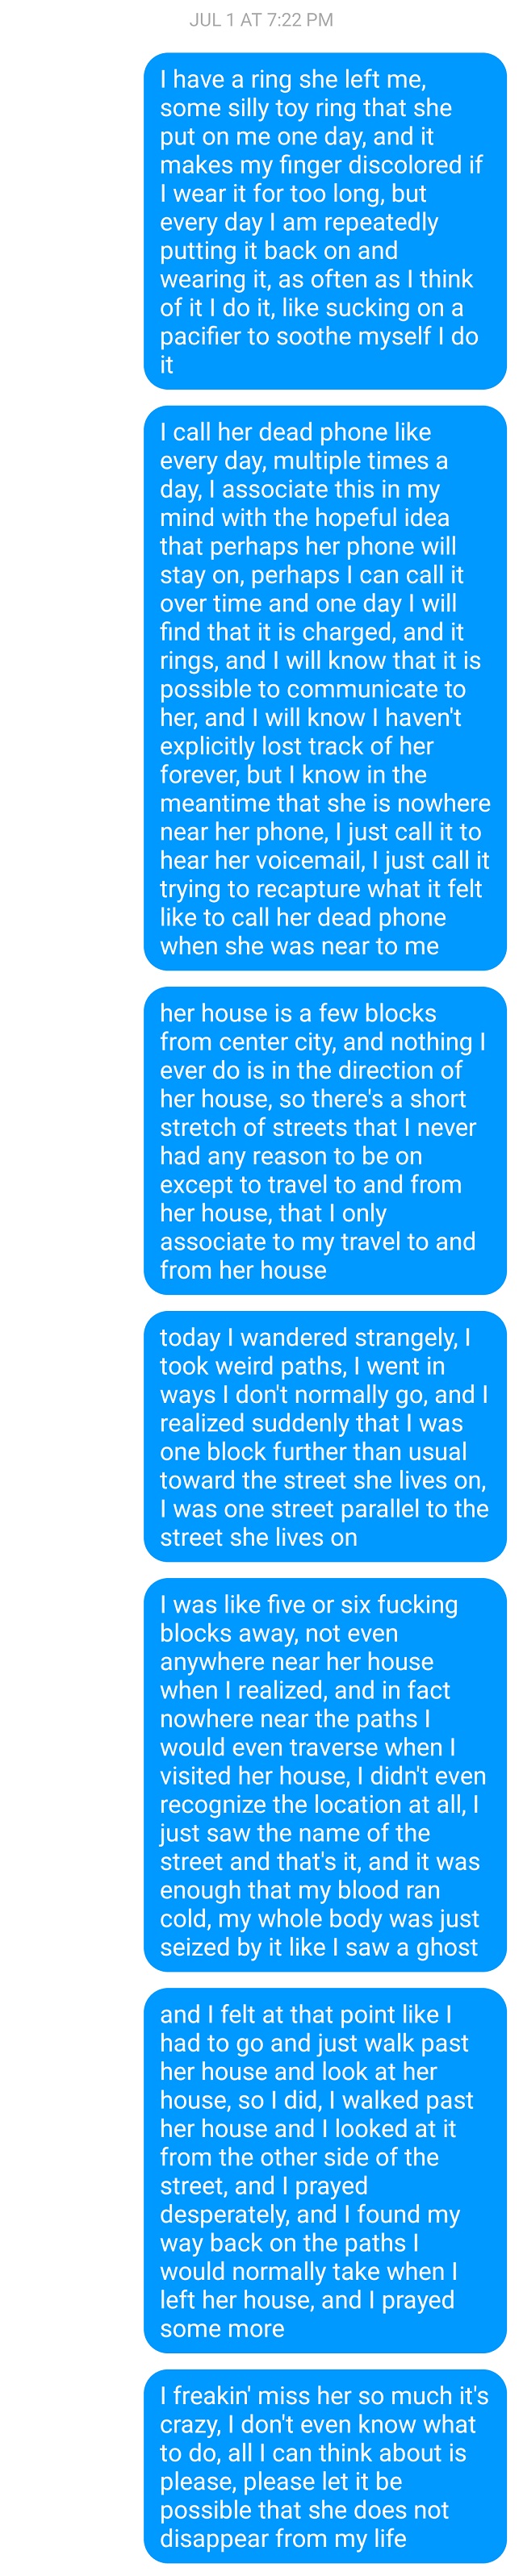 JUL 1 AT 7:22 PM
I have a ring she left me,
some silly toy ring that she
put on me one day, and it
makes my finger discolored if
I wear it for too long, but
every day I am repeatedly
putting it back on and
wearing it, as often as I think
of it I do it, like sucking on a
pacifier to soothe myself I do
it
I call her dead phone like
every day, multiple times a
day, I associate this in my
mind with the hopeful idea
that perhaps her phone will
stay on, perhaps I can call it
over time and one day I will
find that it is charged, and it
rings, and I will know that it is
possible to communicate to
her, and I will know I haven't
explicitly lost track of her
forever, but I know in the
meantime that she is nowhere
near her phone, I just call it to
hear her voicemail, I just call it
trying to recapture what it felt
like to call her dead phone
when she was near to me
her house is a few blocks
from center city, and nothing I
ever do is in the direction of
her house, so there's a short
stretch of streets that I never
had any reason to be on
except to travel to and from
her house, that I only
associate to my travel to and
from her house
today I wandered strangely, I
took weird paths, I went in
ways I don't normally go, and I
realized suddenly that I was
one block further than usual
toward the street she lives on,
I was one street parallel to the
street she lives on
I was like five or six fucking
blocks away, not even
anywhere near her house
when I realized, and in fact
nowhere near the paths I
would even traverse when I
visited her house, I didn't even
recognize the location at all, I
just saw the name of the
street and that's it, and it was
enough that my blood ran
cold, my whole body was just
seized by it like I saw a ghost
and I felt at that point like I
had to go and just walk past
her house and look at her
house, so I did, I walked past
her house and I looked at it
from the other side of the
street, and I prayed
desperately, and I found my
way back on the paths I
would normally take when I
left her house, and I prayed
some more
I freakin' miss her so much it's
crazy, I don't even know what
to do, all I can think about is
please, please let it be
possible that she does not
disappear from my life